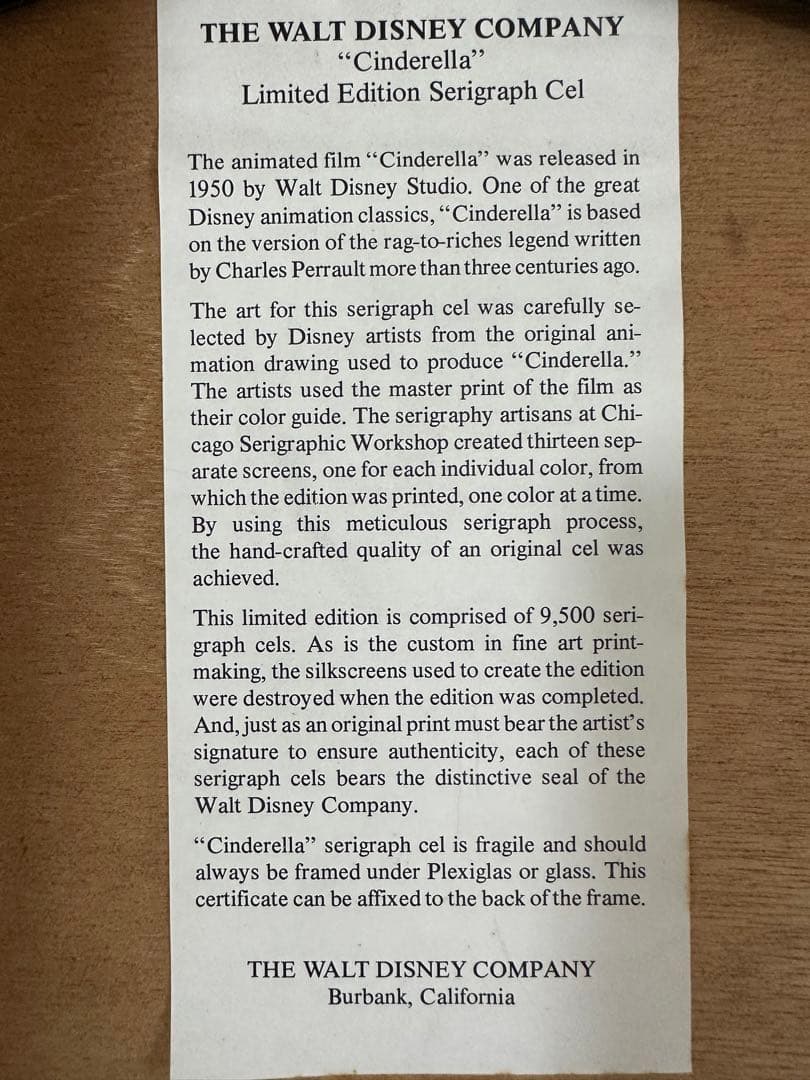 THE WALT DISNEY COMPANY
“Cinderella”
Limited Edition Serigraph Cel
The animated film “Cinderella” was released in
1950 by Walt Disney Studio. One of the great
Disney animation classics, “Cinderella” is based
on the version of the rag-to-riches legend written
by Charles Perrault more than three centuries ago.
The art for this serigraph cel was carefully se-
lected by Disney artists from the original ani-
mation drawing used to produce “Cinderella.”
The artists used the master print of the film as
their color guide. The serigraphy artisans at Chi-
cago Serigraphic Workshop created thirteen sep-
arate screens, one for each individual color, from
which the edition was printed, one color at a time.
By using this meticulous serigraph process,
the hand-crafted quality of an original cel was
achieved.
This limited edition is comprised of 9,500 seri-
graph cels. As is the custom in fine art print-
making, the silkscreens used to create the edition
were destroyed when the edition was completed.
And, just as an original print must bear the artist’s
signature to ensure authenticity, each of these
serigraph cels bears the distinctive seal of the
Walt Disney Company.
“Cinderella” serigraph cel is fragile and should
always be framed under Plexiglas or glass. This
certificate can be affixed to the back of the frame.
THE WALT DISNEY COMPANY
Burbank, California